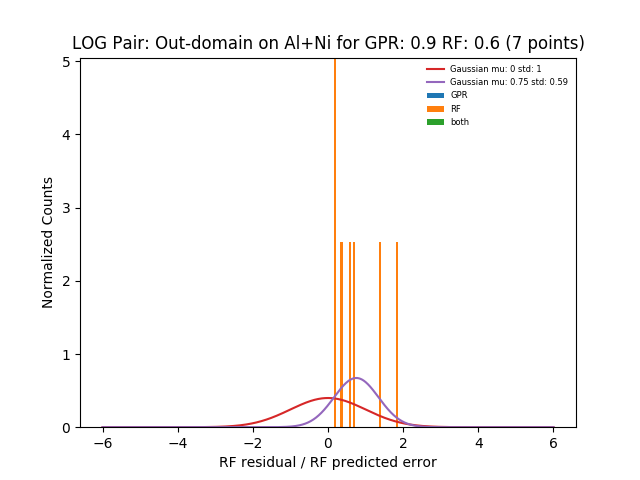 LOG Pair: Out-domain on Al+Ni for GPR: 0.9 RF: 0.6 (7 points)
Gaussian mu: 0 std: 1
Gaussian mu: 0.75 std: 0.59
GPR
RF
both
Normalized Counts
5
4
3
2
1
0
−6 −4 −2 0 2 4 6
RF residual / RF predicted error